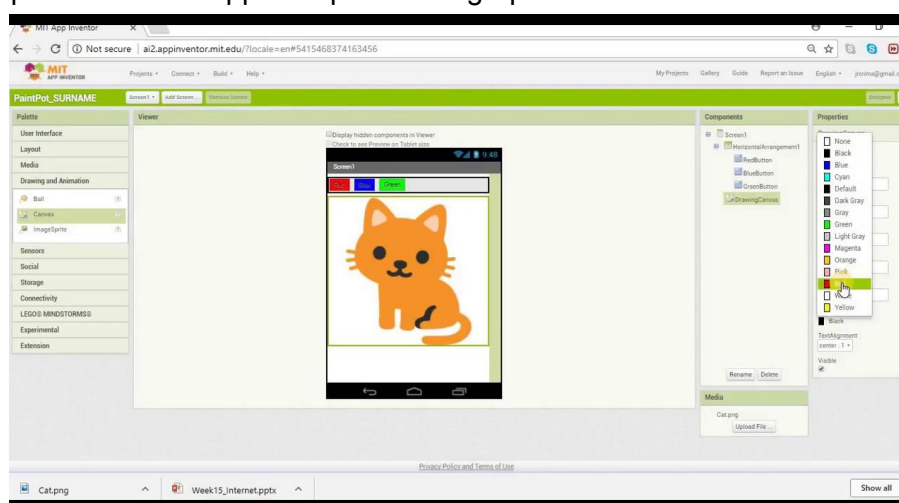 MIT App Inventor
Not secure ai2.appinventor.mit.edu/?locale=en#5415468374163456
MIT APP INVENTOR Projects Connect Build Help My Projects Gallery Guide Report an Issue English
PaintPot_SURNAME Screen1 Add Screen ... Remove Screen Designer
Palette Viewer Components Properties
User Interface
Layout
Media
Drawing and Animation
Ball
Canvas
ImageSprite
Sensors
Social
Storage
Connectivity
LEGO® MINDSTORMS®
Experimental
Extension
Display hidden components in Viewer
Check to see Preview on Tablet size.
9:48
Screen1
Green
Screen1
HorizontalArrangement1
RedButton
BlueButton
GreenButton
DrawingCanvas
Rename Delete
Media
Cat.png
Upload File ...
None
Black
Blue
Cyan
Default
Dark Gray
Gray
Green
Light Gray
Magenta
Orange
Pink
Yellow
Black
TextAlignment
center : 1
Visible
Privacy Policy and Terms of Use
Cat.png Week15_Internet.pptx Show all